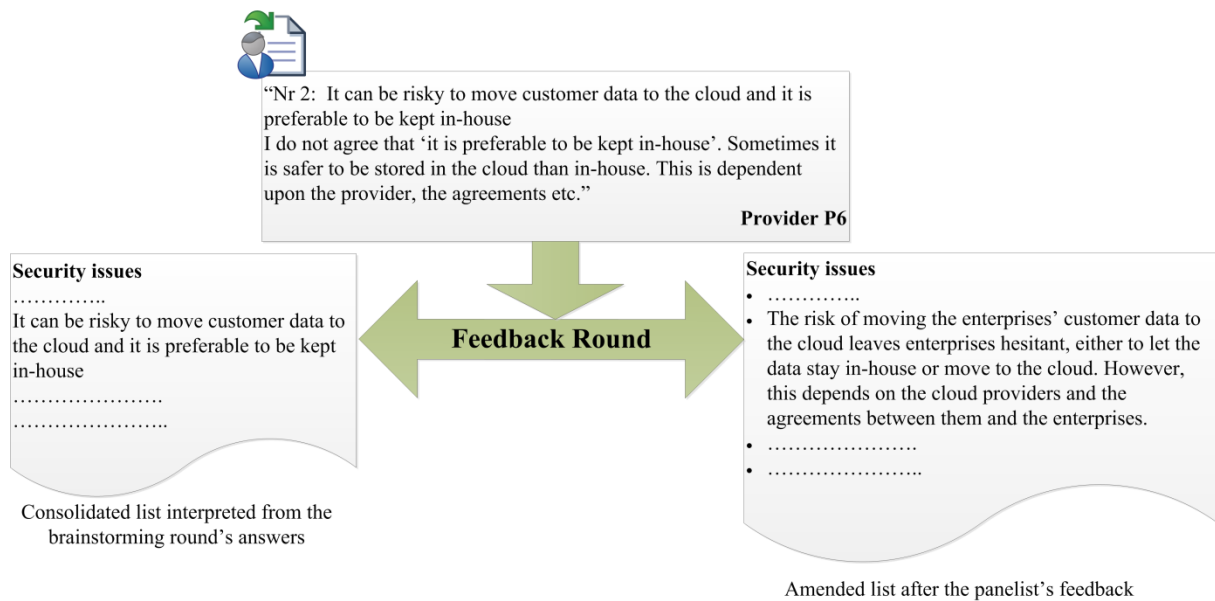 “Nr 2:  It can be risky to move customer data to the cloud and it is
preferable to be kept in-house
I do not agree that ‘it is preferable to be kept in-house’. Sometimes it
is safer to be stored in the cloud than in-house. This is dependent
upon the provider, the agreements etc.”
Provider P6
Security issues
…………..
It can be risky to move customer data to
the cloud and it is preferable to be kept
in-house
………………….
…………………..
Consolidated list interpreted from the
brainstorming round’s answers
Feedback Round
Security issues
• …………..
• The risk of moving the enterprises’ customer data to
the cloud leaves enterprises hesitant, either to let the
data stay in-house or move to the cloud. However,
this depends on the cloud providers and the
agreements between them and the enterprises.
• ………………….
• …………………..
Amended list after the panelist’s feedback